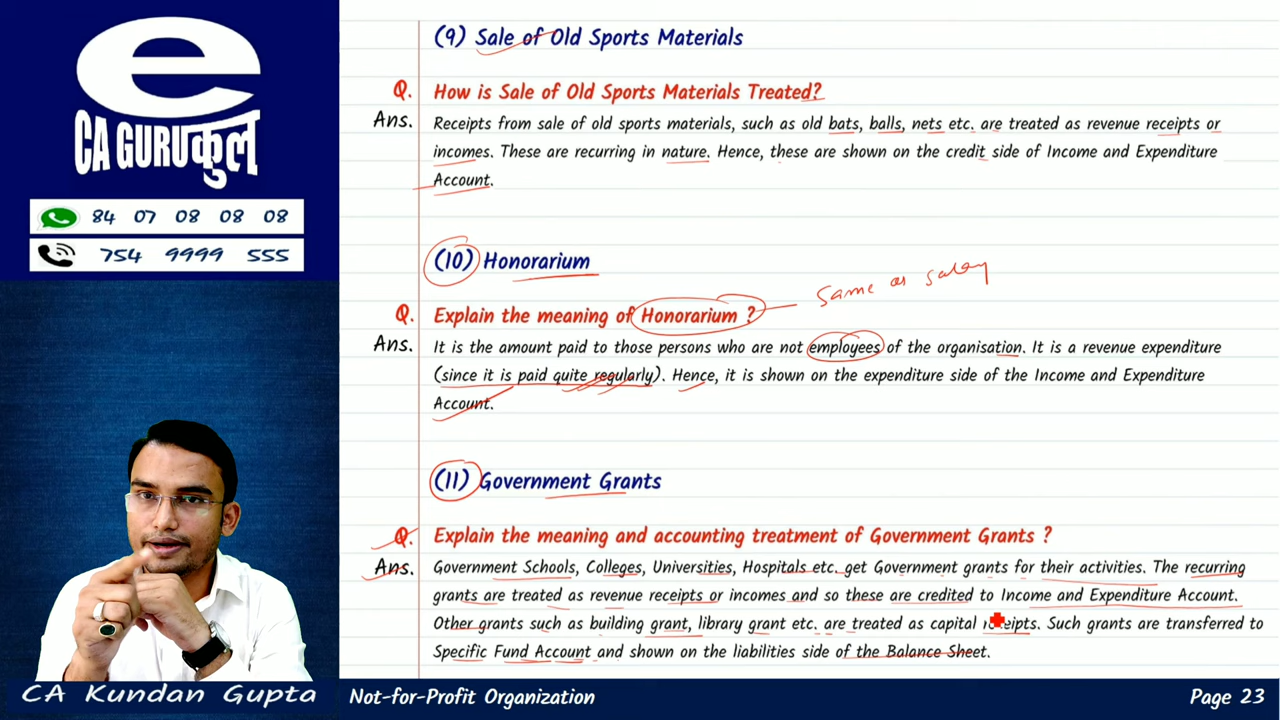 e
CA GURUकुल
84 07 08 08 08
754 9999 555
(9) Sale of Old Sports Materials
Q. How is Sale of Old Sports Materials Treated?
Ans. Receipts from sale of old sports materials, such as old bats, balls, nets etc. are treated as revenue receipts or
incomes. These are recurring in nature. Hence, these are shown on the credit side of Income and Expenditure
Account.
(10) Honorarium
Same as salary
Q. Explain the meaning of Honorarium ?
Ans. It is the amount paid to those persons who are not employees of the organisation. It is a revenue expenditure
(since it is paid quite regularly). Hence, it is shown on the expenditure side of the Income and Expenditure
Account.
(11) Government Grants
Q. Explain the meaning and accounting treatment of Government Grants ?
Ans. Government Schools, Colleges, Universities, Hospitals etc. get Government grants for their activities. The recurring
grants are treated as revenue receipts or incomes and so these are credited to Income and Expenditure Account.
Other grants such as building grant, library grant etc. are treated as capital receipts. Such grants are transferred to
Specific Fund Account and shown on the liabilities side of the Balance Sheet.
CA Kundan Gupta
Not-for-Profit Organization
Page 23